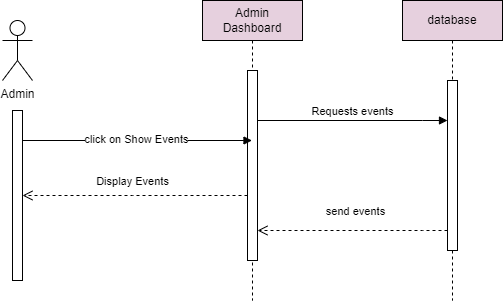 Admin
Dashboard
database
Admin
Requests events
click on Show Events
Display Events
send events